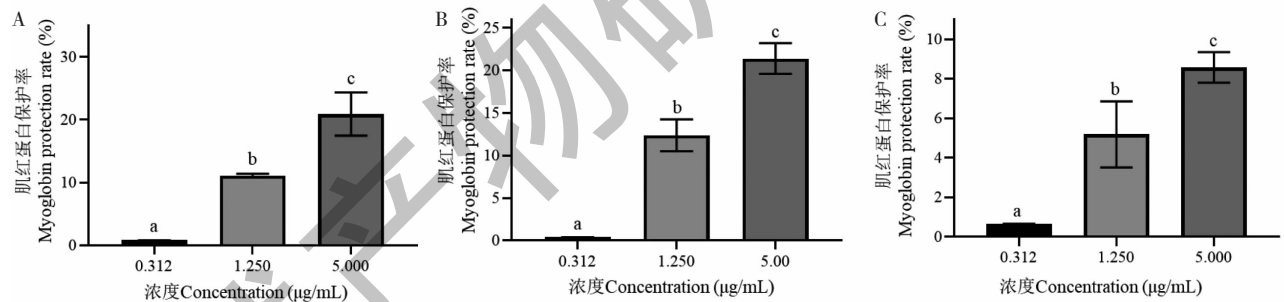 A
肌红蛋白保护率
Myoglobin protection rate (%)
30
20
10
0
a
b
c
0.312
1.250
5.000
浓度Concentration (μg/mL)
B
肌红蛋白保护率
Myoglobin protection rate (%)
25
20
15
10
5
0
a
b
c
0.312
1.250
5.00
浓度Concentration (μg/mL)
C
肌红蛋白保护率
Myoglobin protection rate (%)
10
8
6
4
2
0
a
b
c
0.312
1.250
5.000
浓度Concentration (μg/mL)
产物